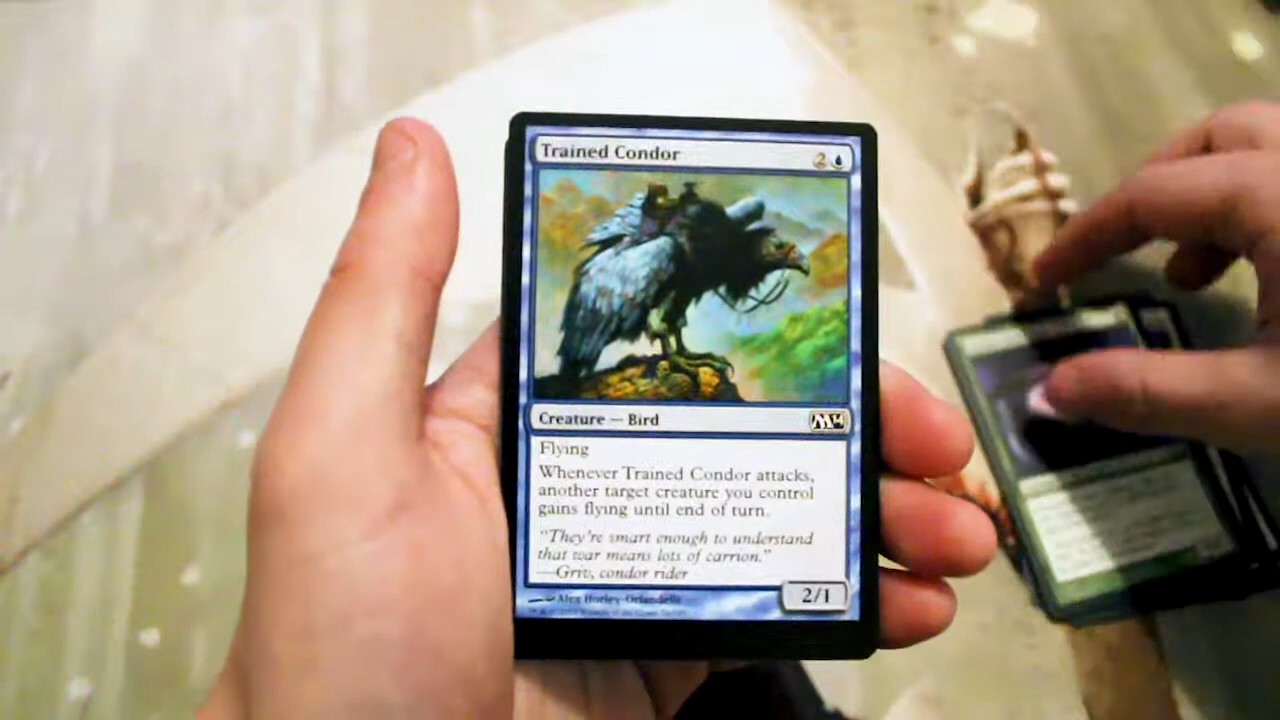 Trained Condor
2
Creature — Bird
M14
Flying
Whenever Trained Condor attacks,
another target creature you control
gains flying until end of turn.
"They're smart enough to understand
that war means lots of carrion."
—Griv, condor rider
2/1
Alex Horley-Orlandelli